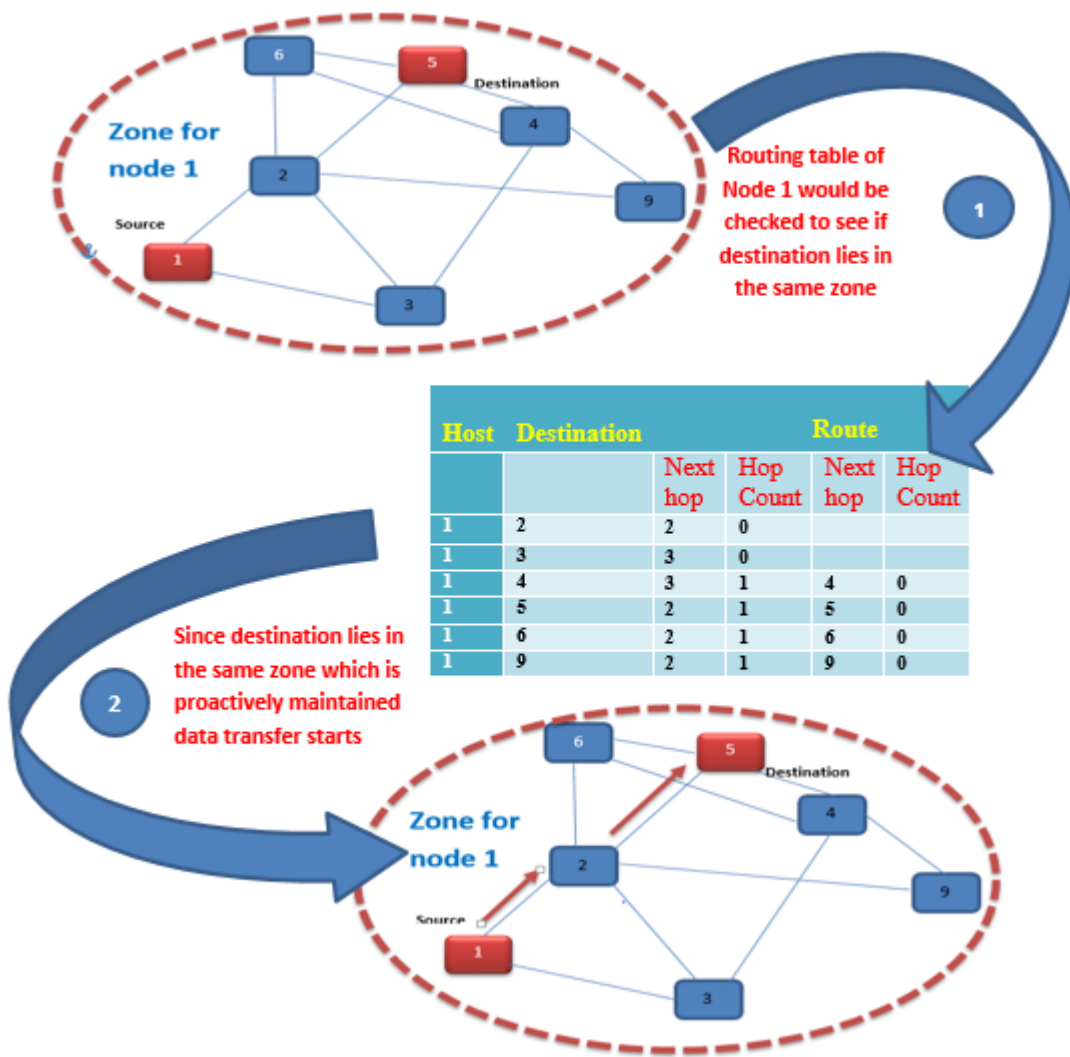 6
5
Destination
4
Zone for
node 1
2
9
Source
1
3
Routing table of
Node 1 would be
checked to see if
destination lies in
the same zone
1
Host Destination Route
Next hop Hop Count Next hop Hop Count
1 2 2 0
1 3 3 0
1 4 3 1 4 0
1 5 2 1 5 0
1 6 2 1 6 0
1 9 2 1 9 0
2
Since destination lies in
the same zone which is
proactively maintained
data transfer starts
6
5
Destination
4
Zone for
node 1
2
9
Source
1
3